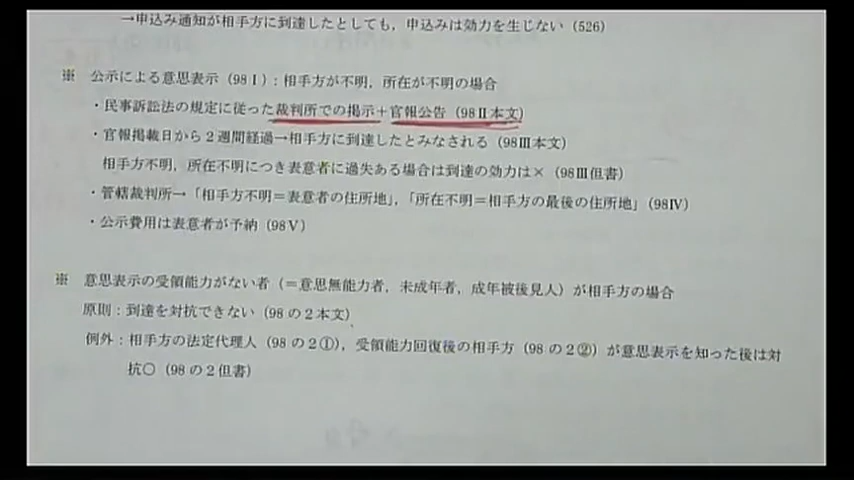 →申込み通知が相手方に到達したとしても，申込みは効力を生じない（526）
※ 公示による意思表示（98Ⅰ）：相手方が不明，所在が不明の場合
・民事訴訟法の規定に従った裁判所での掲示＋官報公告（98Ⅱ本文）
・官報掲載日から２週間経過→相手方に到達したとみなされる（98Ⅲ本文）
相手方不明，所在不明につき表意者に過失ある場合は到達の効力は×（98Ⅲ但書）
・管轄裁判所→「相手方不明＝表意者の住所地」，「所在不明＝相手方の最後の住所地」（98Ⅳ）
・公示費用は表意者が予納（98Ⅴ）
※ 意思表示の受領能力がない者（＝意思無能力者，未成年者，成年被後見人）が相手方の場合
原則：到達を対抗できない（98の２本文）
例外：相手方の法定代理人（98の２①），受領能力回復後の相手方（98の２②）が意思表示を知った後は対
抗〇（98の２但書）